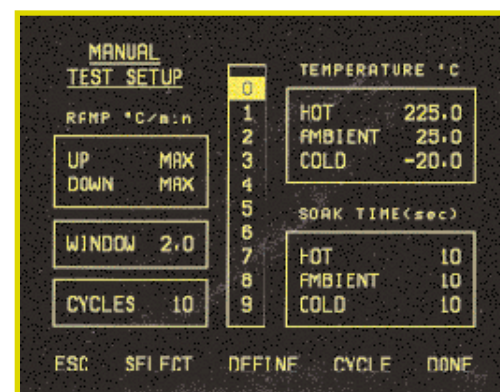 MANUAL
TEST SETUP
RAMP °C/min
UP MAX
DOWN MAX
WINDOW 2.0
CYCLES 10
0
1
2
3
4
5
6
7
8
9
TEMPERATURE °C
HOT 225.0
AMBIENT 25.0
COLD -20.0
SOAK TIME(sec)
HOT 10
AMBIENT 10
COLD 10
ESC SELECT DEFINE CYCLE DONE